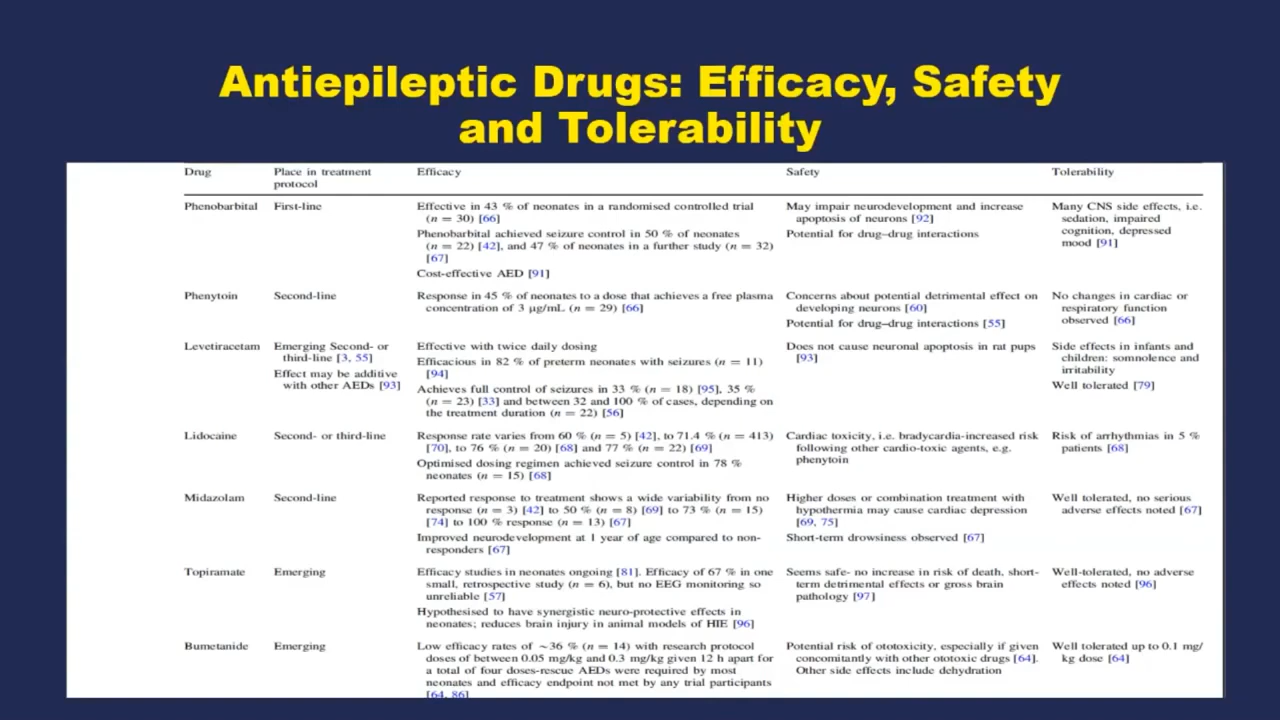 Antiepileptic Drugs: Efficacy, Safety
and Tolerability
Drug
Place in treatment
protocol
Efficacy
Safety
Tolerability
Phenobarbital
First-line
Effective in 43 % of neonates in a randomised controlled trial
(n = 30) [66]
Phenobarbital achieved seizure control in 50 % of neonates
(n = 22) [42], and 47 % of neonates in a further study (n = 32)
[67]
Cost-effective AED [91]
May impair neurodevelopment and increase
apoptosis of neurons [92]
Potential for drug–drug interactions
Many CNS side effects, i.e.
sedation, impaired
cognition, depressed
mood [91]
Phenytoin
Second-line
Response in 45 % of neonates to a dose that achieves a free plasma
concentration of 3 μg/mL (n = 29) [66]
Concerns about potential detrimental effect on
developing neurons [60]
Potential for drug–drug interactions [55]
No changes in cardiac or
respiratory function
observed [66]
Levetiracetam
Emerging Second- or
third-line [3, 55]
Effect may be additive
with other AEDs [93]
Effective with twice daily dosing
Efficacious in 82 % of preterm neonates with seizures (n = 11)
[94]
Achieves full control of seizures in 33 % (n = 18) [95], 35 %
(n = 23) [33] and between 32 and 100 % of cases, depending on
the treatment duration (n = 22) [56]
Does not cause neuronal apoptosis in rat pups
[93]
Side effects in infants and
children: somnolence and
irritability
Well tolerated [79]
Lidocaine
Second- or third-line
Response rate varies from 60 % (n = 5) [42], to 71.4 % (n = 413)
[70], to 76 % (n = 20) [68] and 77 % (n = 22) [69]
Optimised dosing regimen achieved seizure control in 78 %
neonates (n = 15) [68]
Cardiac toxicity, i.e. bradycardia-increased risk
following other cardio-toxic agents, e.g.
phenytoin
Risk of arrhythmias in 5 %
patients [68]
Midazolam
Second-line
Reported response to treatment shows a wide variability from no
response (n = 3) [42] to 50 % (n = 8) [69] to 73 % (n = 15)
[74] to 100 % response (n = 13) [67]
Improved neurodevelopment at 1 year of age compared to non-
responders [67]
Higher doses or combination treatment with
hypothermia may cause cardiac depression
[69, 75]
Short-term drowsiness observed [67]
Well tolerated, no serious
adverse effects noted [67]
Topiramate
Emerging
Efficacy studies in neonates ongoing [81]. Efficacy of 67 % in one
small, retrospective study (n = 6), but no EEG monitoring so
unreliable [57]
Hypothesised to have synergistic neuro-protective effects in
neonates; reduces brain injury in animal models of HIE [96]
Seems safe- no increase in risk of death, short-
term detrimental effects or gross brain
pathology [97]
Well-tolerated, no adverse
effects noted [96]
Bumetanide
Emerging
Low efficacy rates of ~36 % (n = 14) with research protocol
doses of between 0.05 mg/kg and 0.3 mg/kg given 12 h apart for
a total of four doses-rescue AEDs were required by most
neonates and efficacy endpoint not met by any trial participants
[64, 86]
Potential risk of ototoxicity, especially if given
concomitantly with other ototoxic drugs [64].
Other side effects include dehydration
Well tolerated up to 0.1 mg/
kg dose [64]